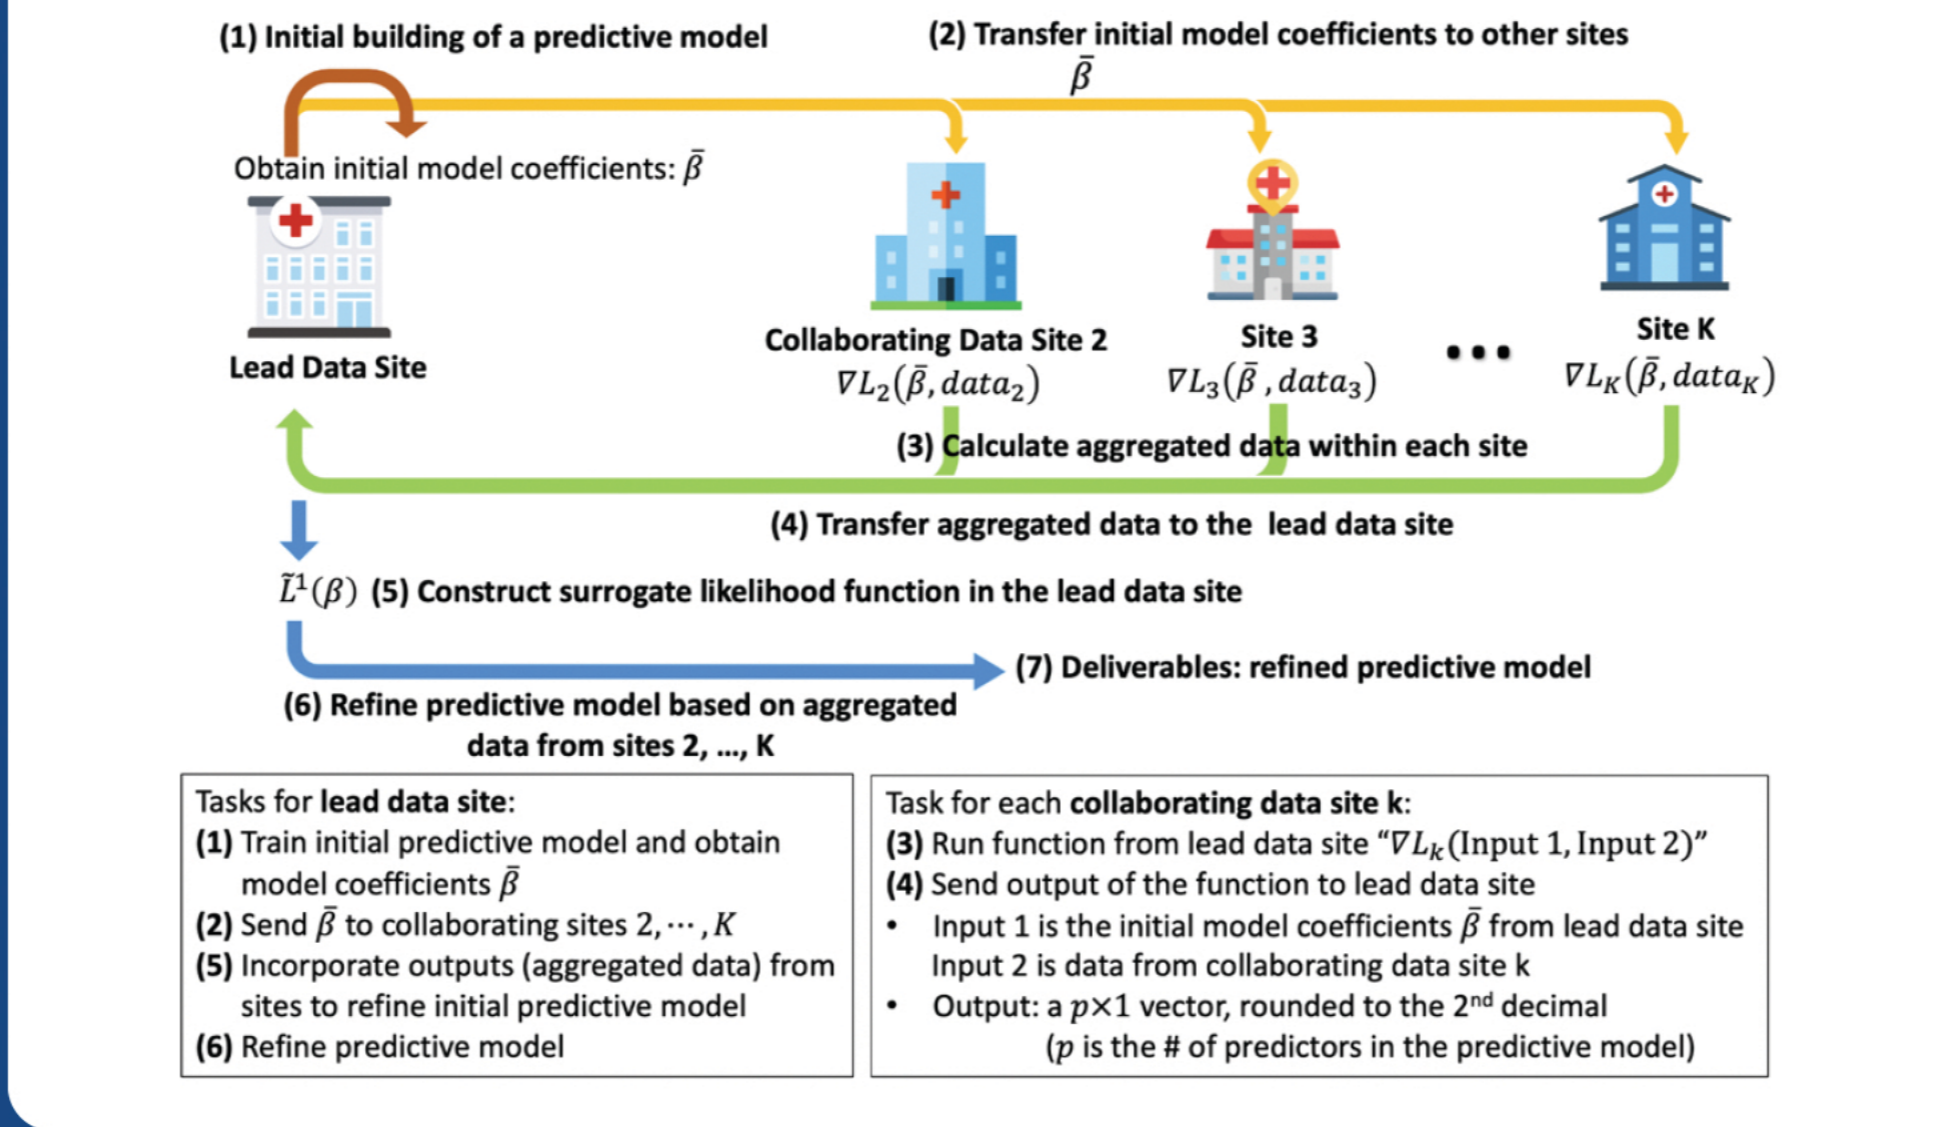 (1) Initial building of a predictive model
(2) Transfer initial model coefficients to other sites
β̄
Obtain initial model coefficients: β̄
Lead Data Site
Collaborating Data Site 2
∇L₂(β̄, data₂)
Site 3
∇L₃(β̄ , data₃)
...
Site K
∇L_K(β̄, data_K)
(3) Calculate aggregated data within each site
(4) Transfer aggregated data to the lead data site
L̃¹(β) (5) Construct surrogate likelihood function in the lead data site
(7) Deliverables: refined predictive model
(6) Refine predictive model based on aggregated
data from sites 2, ..., K
Tasks for lead data site:
(1) Train initial predictive model and obtain
model coefficients β̄
(2) Send β̄ to collaborating sites 2, ⋯ , K
(5) Incorporate outputs (aggregated data) from
sites to refine initial predictive model
(6) Refine predictive model
Task for each collaborating data site k:
(3) Run function from lead data site “∇L_k(Input 1, Input 2)”
(4) Send output of the function to lead data site
• Input 1 is the initial model coefficients β̄ from lead data site
Input 2 is data from collaborating data site k
• Output: a p×1 vector, rounded to the 2nd decimal
(p is the # of predictors in the predictive model)